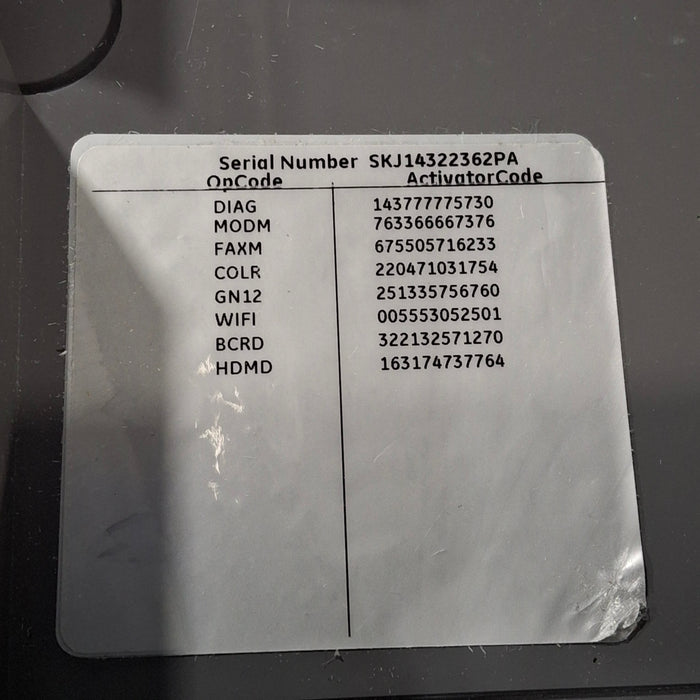 Serial Number SKJ14322362PA
OpCode ActivatorCode
DIAG 143777775730
MODM 763366667376
FAXM 675505716233
COLR 220471031754
GN12 251335756760
WIFI 005553052501
BCRD 322132571270
HDMD 163174737764